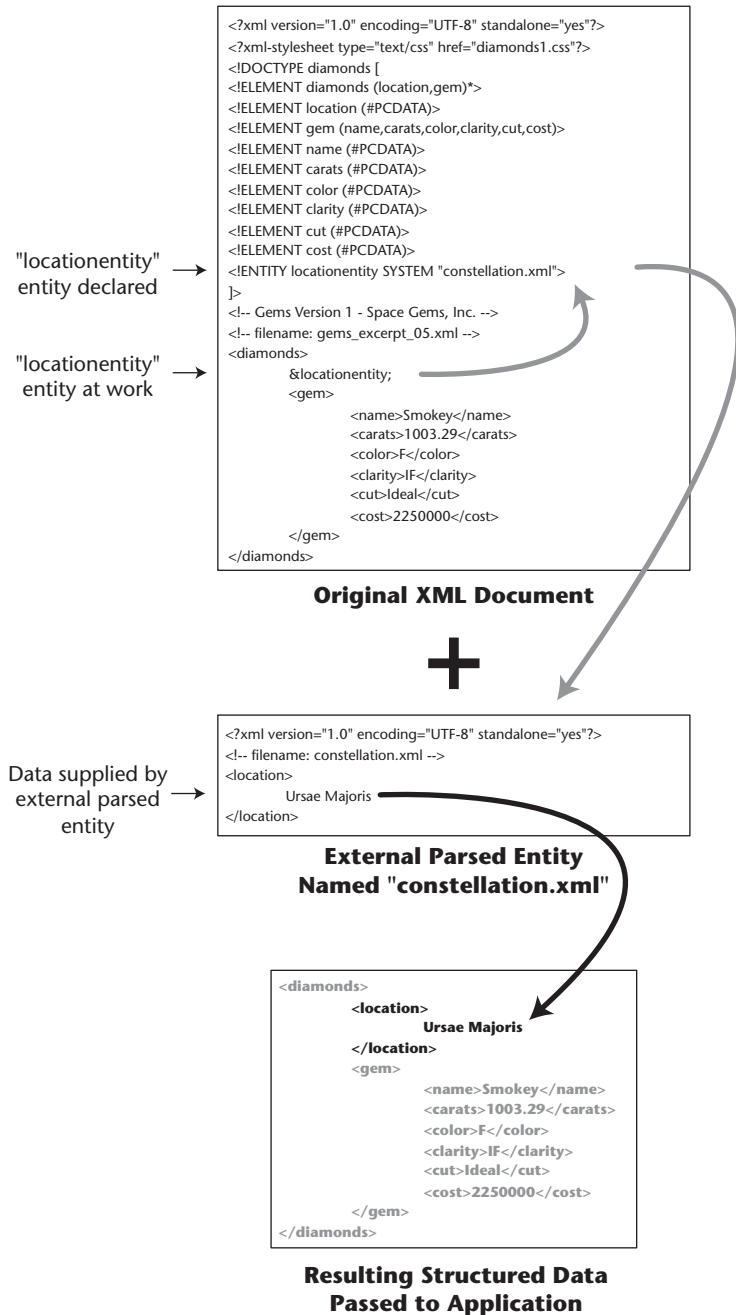 <?xml version="1.0" encoding="UTF-8" standalone="yes"?>
<?xml-stylesheet type="text/css" href="diamonds1.css"?>
<!DOCTYPE diamonds [
<!ELEMENT diamonds (location,gem)*>
<!ELEMENT location (#PCDATA)>
<!ELEMENT gem (name,carats,color,clarity,cut,cost)>
<!ELEMENT name (#PCDATA)>
<!ELEMENT carats (#PCDATA)>
<!ELEMENT color (#PCDATA)>
<!ELEMENT clarity (#PCDATA)>
<!ELEMENT cut (#PCDATA)>
<!ELEMENT cost (#PCDATA)>
"locationentity"
entity declared
<!ENTITY locationentity SYSTEM "constellation.xml">
]>
<!-- Gems Version 1 - Space Gems, Inc. -->
<!-- filename: gems_excerpt_05.xml -->
<diamonds>
"locationentity"
entity at work
&locationentity;
<gem>
<name>Smokey</name>
<carats>1003.29</carats>
<color>F</color>
<clarity>IF</clarity>
<cut>Ideal</cut>
<cost>2250000</cost>
</gem>
</diamonds>
Original XML Document
+
<?xml version="1.0" encoding="UTF-8" standalone="yes"?>
<!-- filename: constellation.xml -->
<location>
Data supplied by
external parsed
entity
Ursae Majoris
</location>
External Parsed Entity
Named "constellation.xml"
<diamonds>
<location>
Ursae Majoris
</location>
<gem>
<name>Smokey</name>
<carats>1003.29</carats>
<color>F</color>
<clarity>IF</clarity>
<cut>Ideal</cut>
<cost>2250000</cost>
</gem>
</diamonds>
Resulting Structured Data
Passed to Application